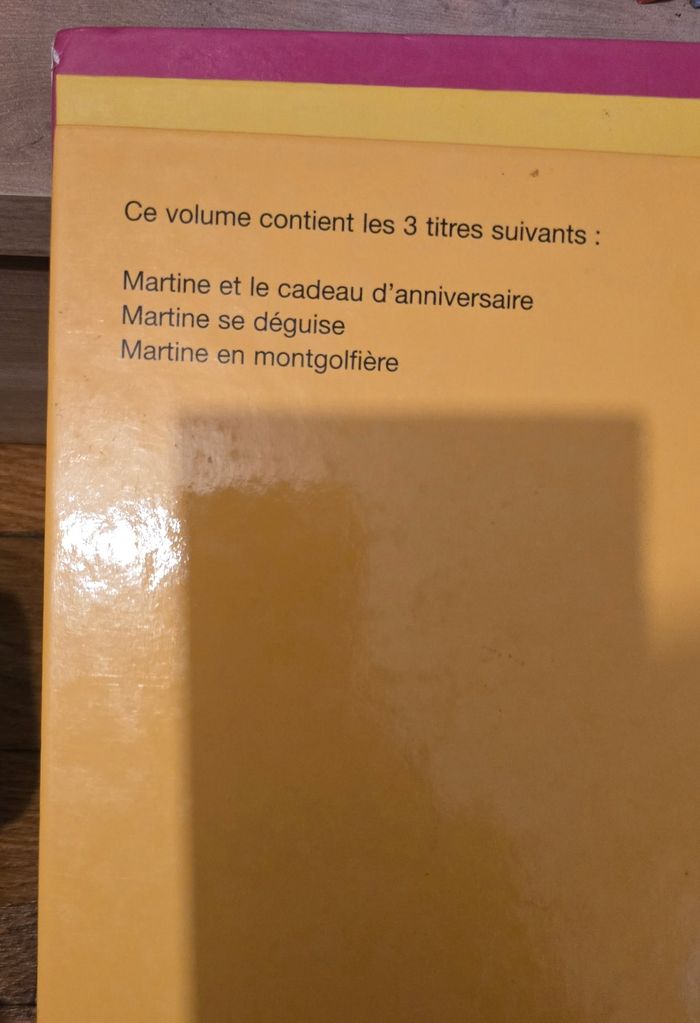 Ce volume contient les 3 titres suivants :
Martine et le cadeau d'anniversaire
Martine se déguise
Martine en montgolfière